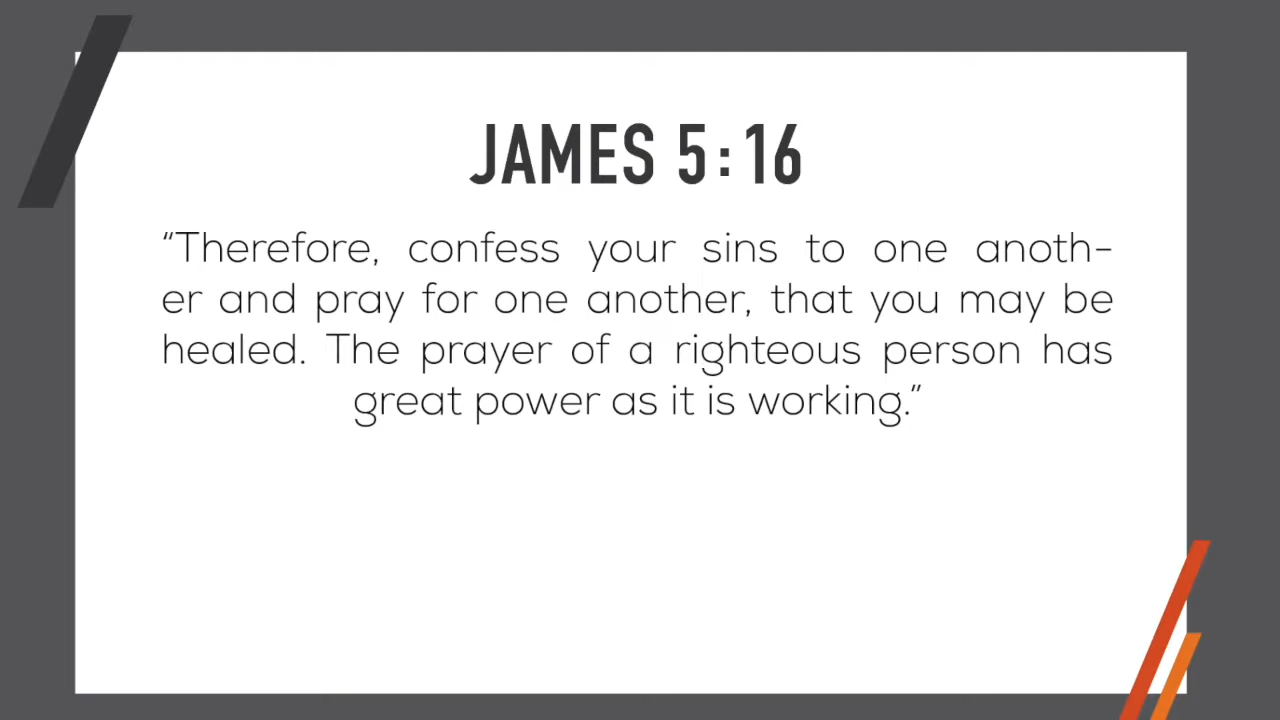 JAMES 5:16
“Therefore, confess your sins to one anoth-
er and pray for one another, that you may be
healed. The prayer of a righteous person has
great power as it is working.”